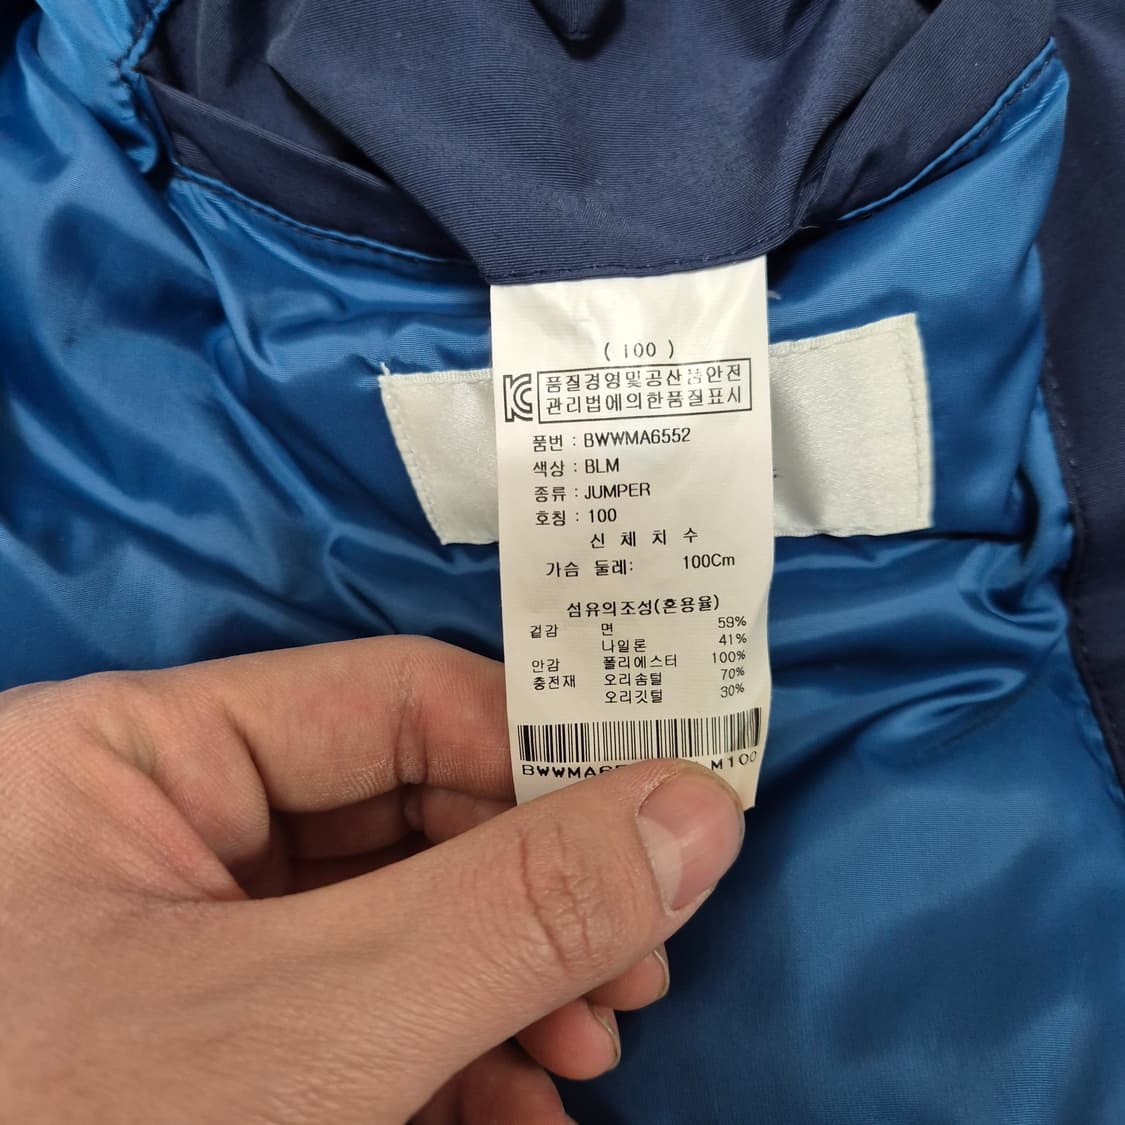 ( 100 )
품질경영및공산품안전
관리법에의한품질표시
품번 : BWWMA6552
색상 : BLM
종류 : JUMPER
호칭 : 100
신 체 치 수
가슴 둘레: 100Cm
섬유의조성(혼용율)
겉감 면 59%
나일론 41%
안감 폴리에스터 100%
충전재 오리솜털 70%
오리깃털 30%
M100